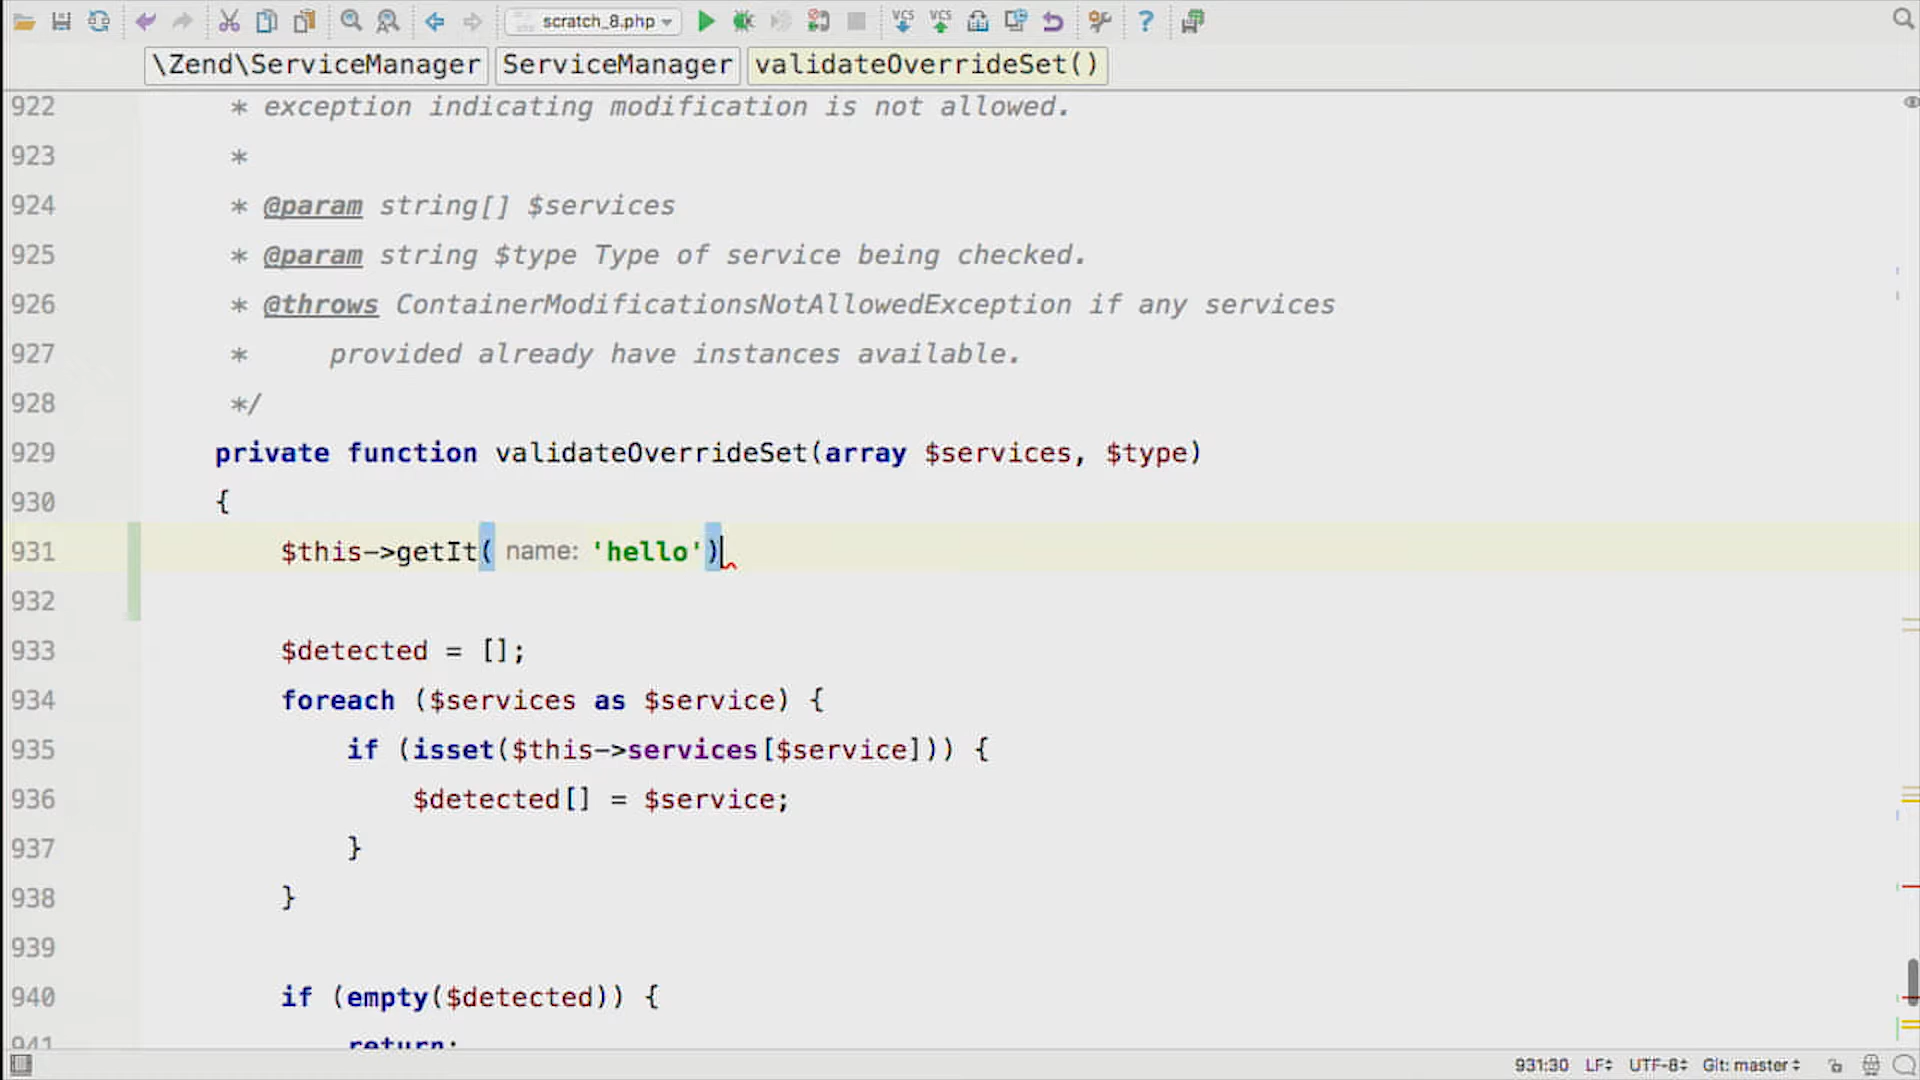 scratch_8.php
VCS VCS
\Zend\ServiceManager ServiceManager validateOverrideSet()
922 * exception indicating modification is not allowed.
923 *
924 * @param string[] $services
925 * @param string $type Type of service being checked.
926 * @throws ContainerModificationsNotAllowedException if any services
927 * provided already have instances available.
928 */
929 private function validateOverrideSet(array $services, $type)
930 {
931 $this->getIt( name: 'hello')
932
933 $detected = [];
934 foreach ($services as $service) {
935 if (isset($this->services[$service])) {
936 $detected[] = $service;
937 }
938 }
939
940 if (empty($detected)) {
941 return;
931:30 LF UTF-8 Git: master